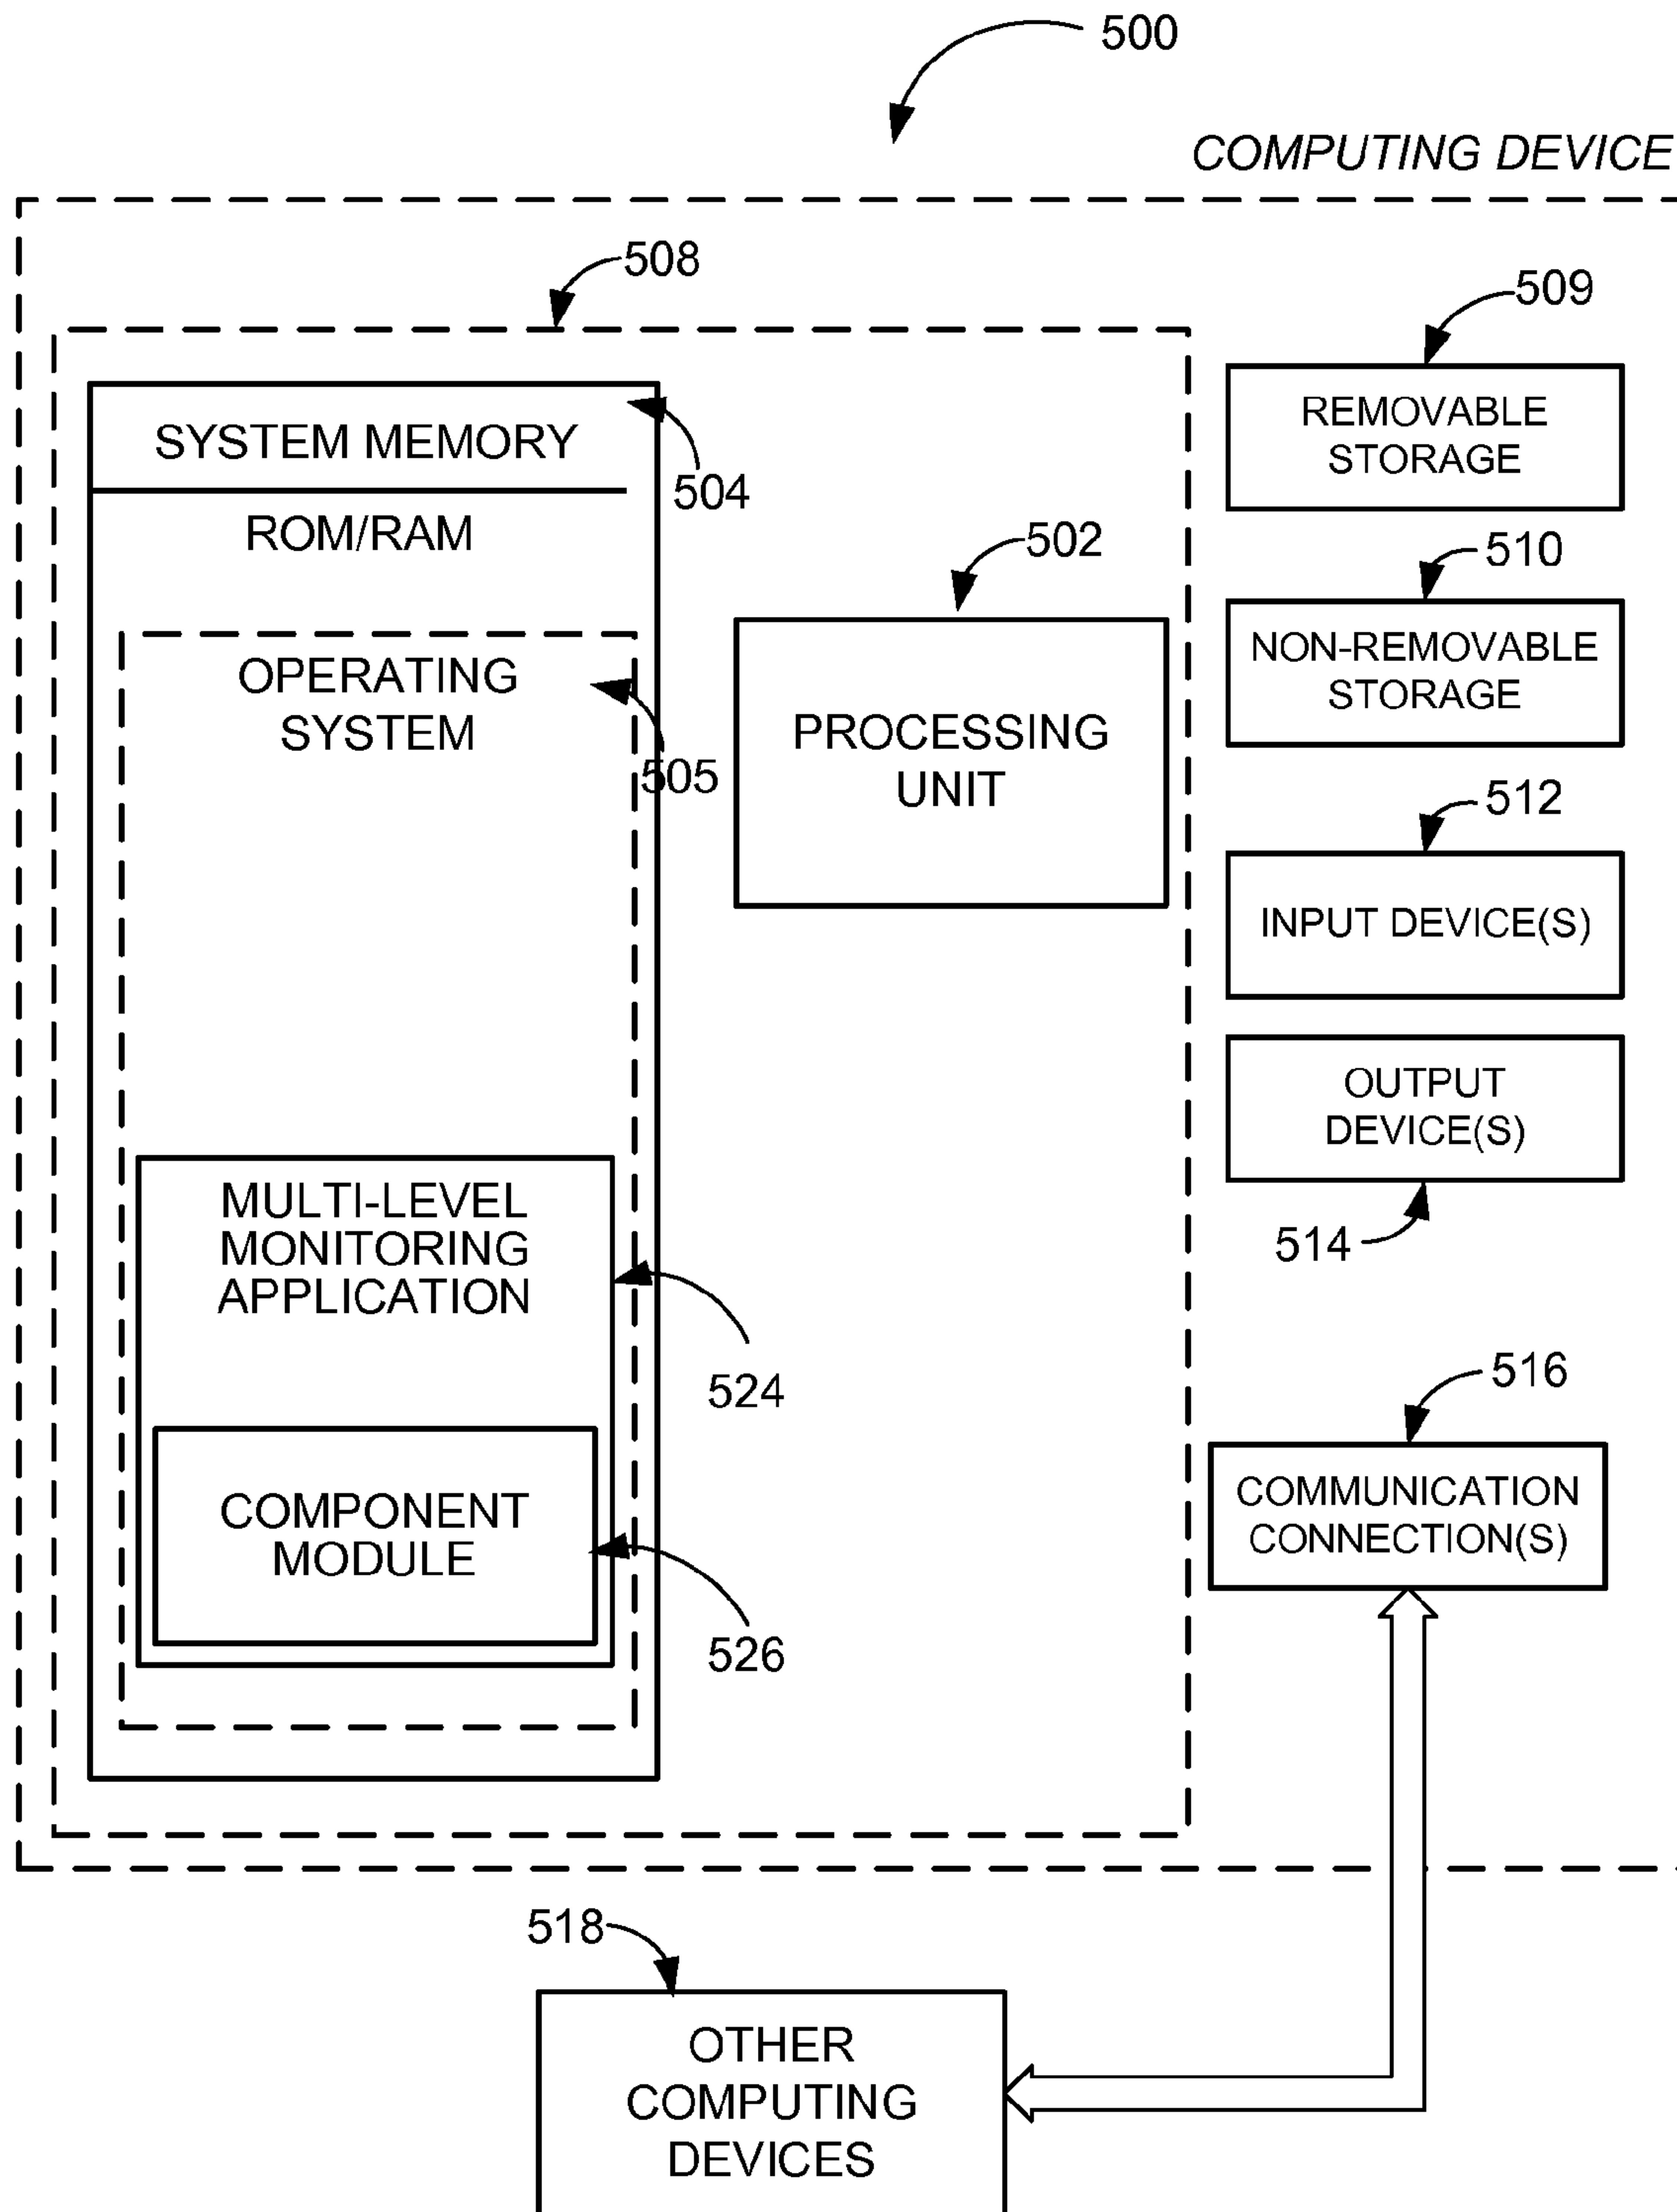 500
COMPUTING DEVICE
508
509
REMOVABLE
STORAGE
SYSTEM MEMORY
504
ROM/RAM
502
510
NON-REMOVABLE
STORAGE
OPERATING
SYSTEM
505
PROCESSING
UNIT
512
INPUT DEVICE(S)
OUTPUT
DEVICE(S)
514
MULTI-LEVEL
MONITORING
APPLICATION
524
516
COMMUNICATION
CONNECTION(S)
COMPONENT
MODULE
526
518
OTHER
COMPUTING
DEVICES